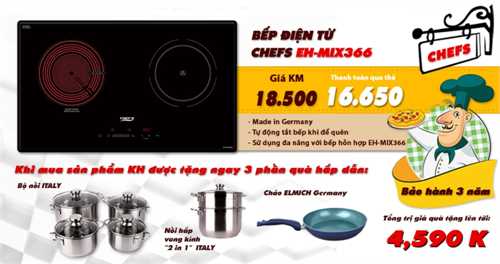 BẾP ĐIỆN TỪ
CHEFS EH-MIX366
CHEFS
Giá KM
18.500
Thanh toán qua thẻ
16.650
- Made in Germany
- Tự động tắt bếp khi để quên
- Sử dụng đa năng với bếp hỗn hợp EH-MIX366
Khi mua sản phẩm KH được tặng ngay 3 phần quà hấp dẫn:
Bảo hành 3 năm
Bộ nồi ITALY
Chảo ELMICH Germany
Nồi hấp
vung kính
"2 in 1" ITALY
Tổng trị giá quà tặng lên tới:
4,590 K